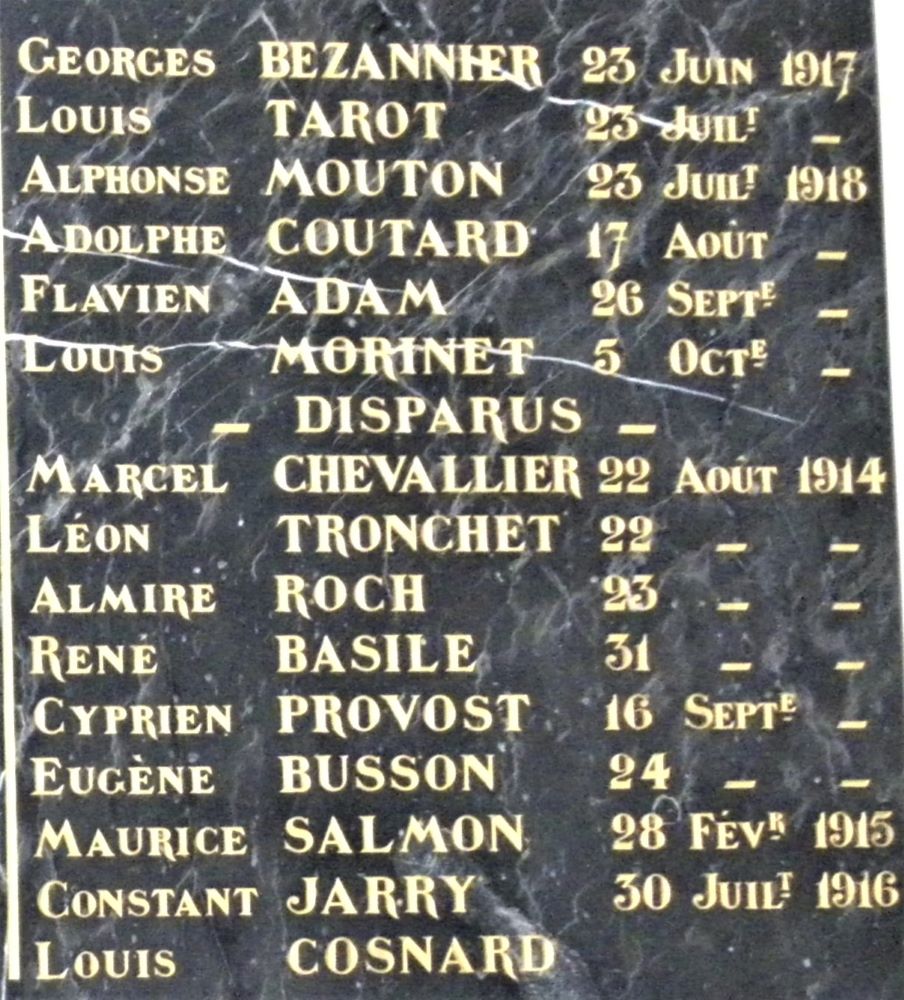 GEORGES BEZANNIER 23 JUIN 1917
LOUIS TAROT 23 JUILT _
ALPHONSE MOUTON 23 JUILT 1918
ADOLPHE COUTARD 17 AOÛT _
FLAVIEN ADAM 26 SEPTE _
LOUIS MORINET 5 OCTE _
_ DISPARUS _
MARCEL CHEVALLIER 22 AOÛT 1914
LÉON TRONCHET 22 _ _
ALMIRE ROCH 23 _ _
RENÉ BASILE 31 _ _
CYPRIEN PROVOST 16 SEPTE _
EUGÈNE BUSSON 24 _ _
MAURICE SALMON 28 FÉVR 1915
CONSTANT JARRY 30 JUILT 1916
LOUIS COSNARD